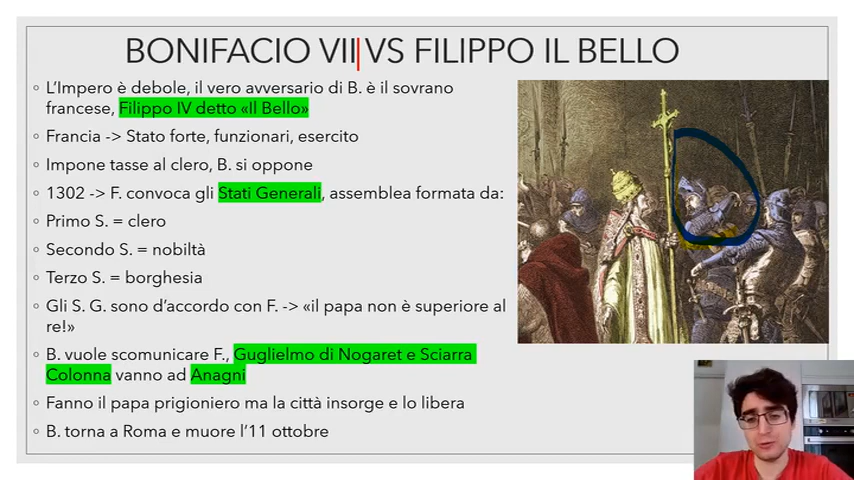 BONIFACIO VII VS FILIPPO IL BELLO
L'Impero è debole, il vero avversario di B. è il sovrano
francese, Filippo IV detto «Il Bello»
Francia -> Stato forte, funzionari, esercito
Impone tasse al clero, B. si oppone
1302 -> F. convoca gli Stati Generali, assemblea formata da:
Primo S. = clero
Secondo S. = nobiltà
Terzo S. = borghesia
Gli S. G. sono d'accordo con F. -> «il papa non è superiore al
re!»
B. vuole scomunicare F., Guglielmo di Nogaret e Sciarra
Colonna vanno ad Anagni
Fanno il papa prigioniero ma la città insorge e lo libera
B. torna a Roma e muore l'11 ottobre